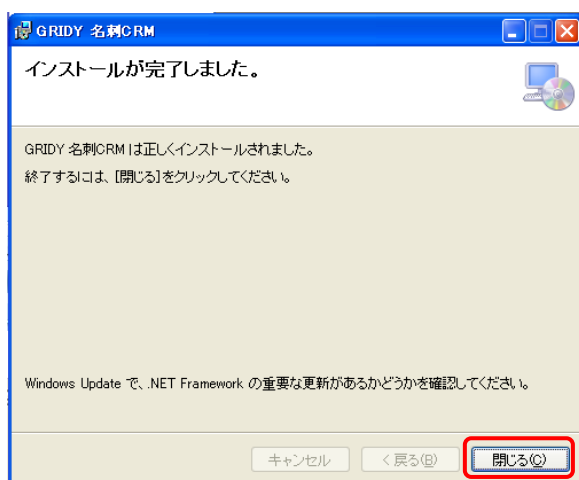 GRIDY 名刺CRM
インストールが完了しました。
GRIDY 名刺CRM は正しくインストールされました。
終了するには、[閉じる]をクリックしてください。
Windows Update で、.NET Framework の重要な更新があるかどうかを確認してください。
キャンセル
< 戻る(B)
閉じる(C)